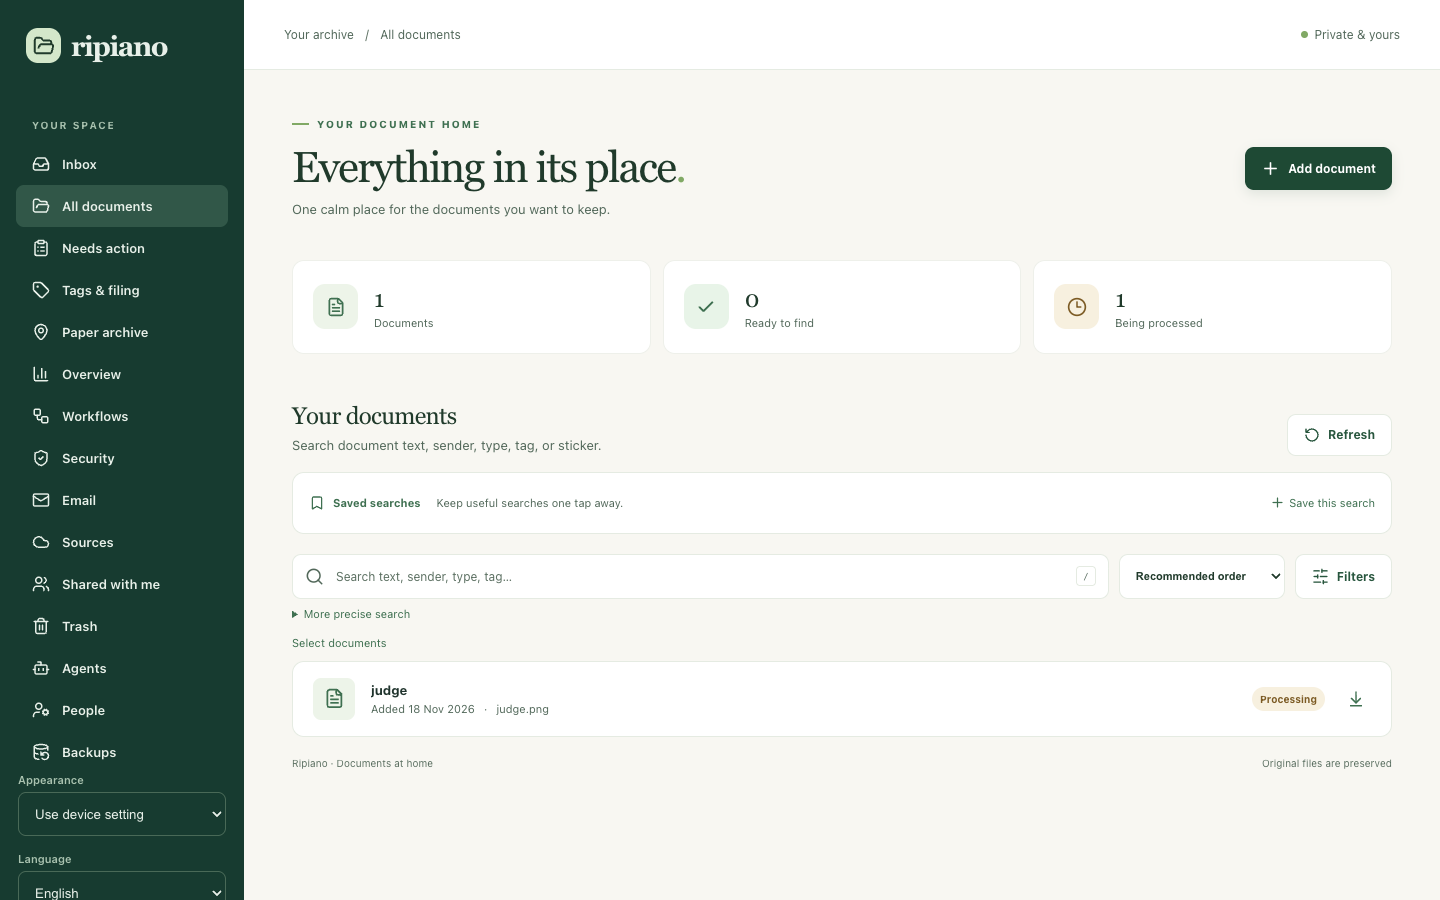 ripiano
YOUR SPACE
Inbox
All documents
Needs action
Tags & filing
Paper archive
Overview
Workflows
Security
Email
Sources
Shared with me
Trash
Agents
People
Backups
Appearance
Use device setting
Language
English
Your archive / All documents
Private & yours
YOUR DOCUMENT HOME
Everything in its place.
One calm place for the documents you want to keep.
Add document
1
Documents
0
Ready to find
1
Being processed
Your documents
Search document text, sender, type, tag, or sticker.
Refresh
Saved searches Keep useful searches one tap away.
Save this search
Search text, sender, type, tag...
/
Recommended order
Filters
More precise search
Select documents
judge
Added 18 Nov 2026 · judge.png
Processing
Ripiano · Documents at home
Original files are preserved